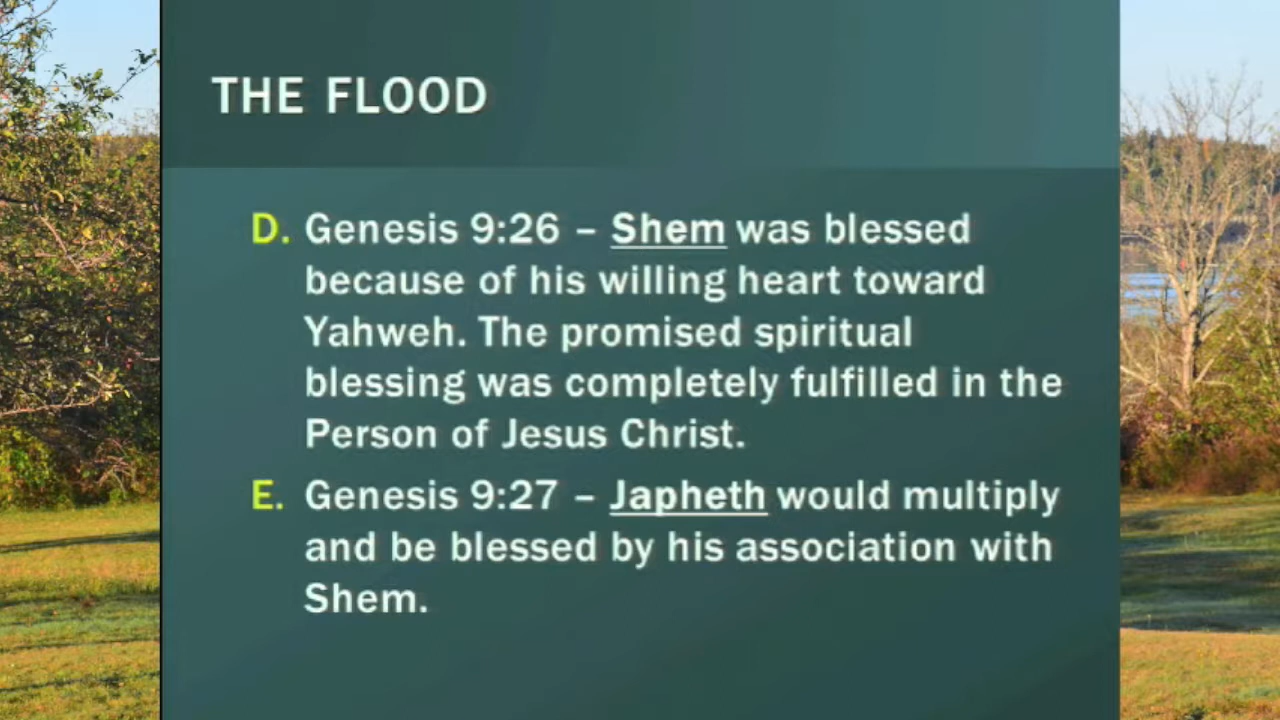 THE FLOOD
D. Genesis 9:26 – Shem was blessed
because of his willing heart toward
Yahweh. The promised spiritual
blessing was completely fulfilled in the
Person of Jesus Christ.
E. Genesis 9:27 – Japheth would multiply
and be blessed by his association with
Shem.